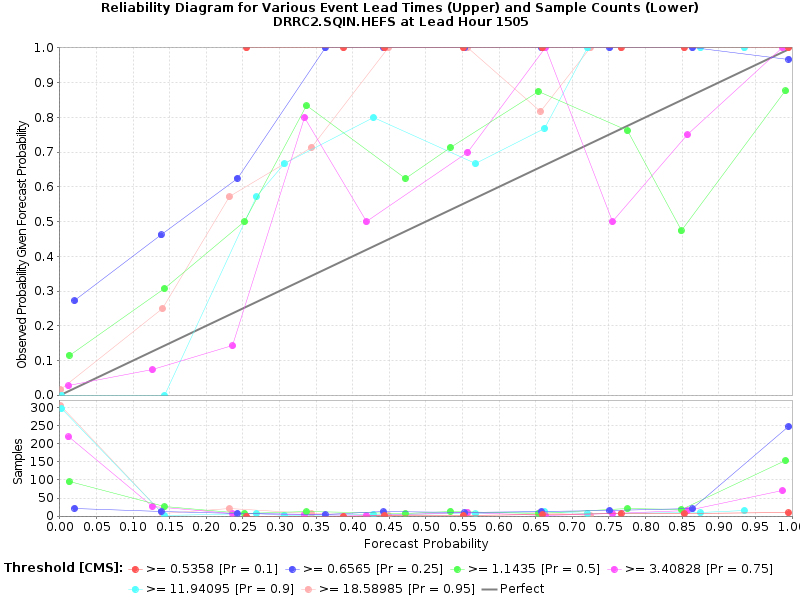 Reliability Diagram for Various Event Lead Times (Upper) and Sample Counts (Lower)
DRRC2.SQIN.HEFS at Lead Hour 1505
Observed Probability Given Forecast Probability
1.0
0.9
0.8
0.7
0.6
0.5
0.4
0.3
0.2
0.1
0.0
Samples
300
250
200
150
100
50
0
0.00 0.05 0.10 0.15 0.20 0.25 0.30 0.35 0.40 0.45 0.50 0.55 0.60 0.65 0.70 0.75 0.80 0.85 0.90 0.95 1.00
Forecast Probability
Threshold [CMS]: >= 0.5358 [Pr = 0.1] >= 0.6565 [Pr = 0.25] >= 1.1435 [Pr = 0.5] >= 3.40828 [Pr = 0.75]
>= 11.94095 [Pr = 0.9] >= 18.58985 [Pr = 0.95] Perfect